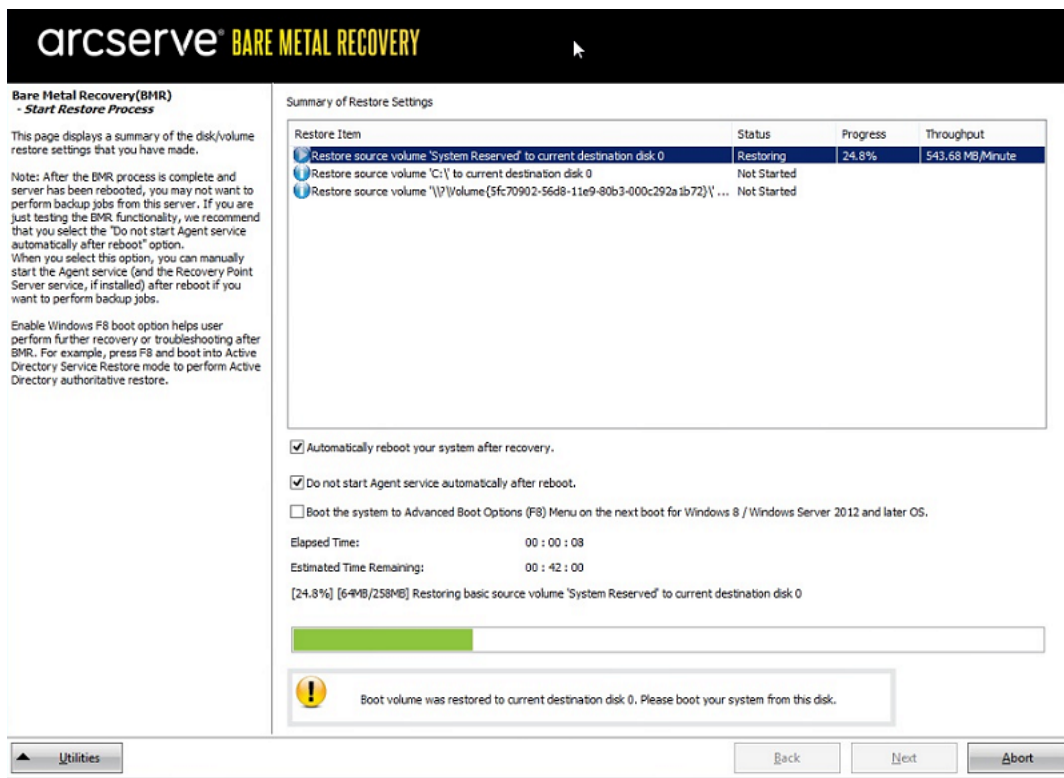 arcserve® BARE METAL RECOVERY
Bare Metal Recovery(BMR)
- Start Restore Process
This page displays a summary of the disk/volume
restore settings that you have made.
Note: After the BMR process is complete and
server has been rebooted, you may not want to
perform backup jobs from this server. If you are
just testing the BMR functionality, we recommend
that you select the "Do not start Agent service
automatically after reboot" option.
When you select this option, you can manually
start the Agent service (and the Recovery Point
Server service, if installed) after reboot if you
want to perform backup jobs.
Enable Windows F8 boot option helps user
perform further recovery or troubleshooting after
BMR. For example, press F8 and boot into Active
Directory Service Restore mode to perform Active
Directory authoritative restore.
Summary of Restore Settings
Restore Item Status Progress Throughput
Restore source volume 'System Reserved' to current destination disk 0 Restoring 24.8% 543.68 MB/Minute
Restore source volume 'C:\' to current destination disk 0 Not Started
Restore source volume '\\?\Volume{5fc70902-56d8-11e9-80b3-000c292a1b72}\' ... Not Started
Automatically reboot your system after recovery.
Do not start Agent service automatically after reboot.
Boot the system to Advanced Boot Options (F8) Menu on the next boot for Windows 8 / Windows Server 2012 and later OS.
Elapsed Time: 00 : 00 : 08
Estimated Time Remaining: 00 : 42 : 00
[24.8%] [64MB/258MB] Restoring basic source volume 'System Reserved' to current destination disk 0
Boot volume was restored to current destination disk 0. Please boot your system from this disk.
Utilities Back Next Abort